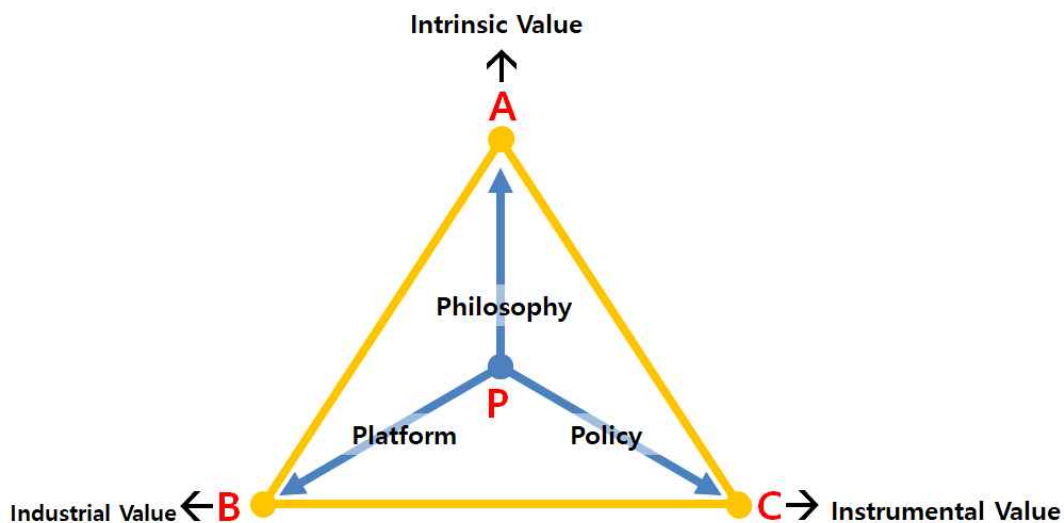 Intrinsic Value
A
Philosophy
P
Platform
Policy
Industrial Value
B
C
Instrumental Value